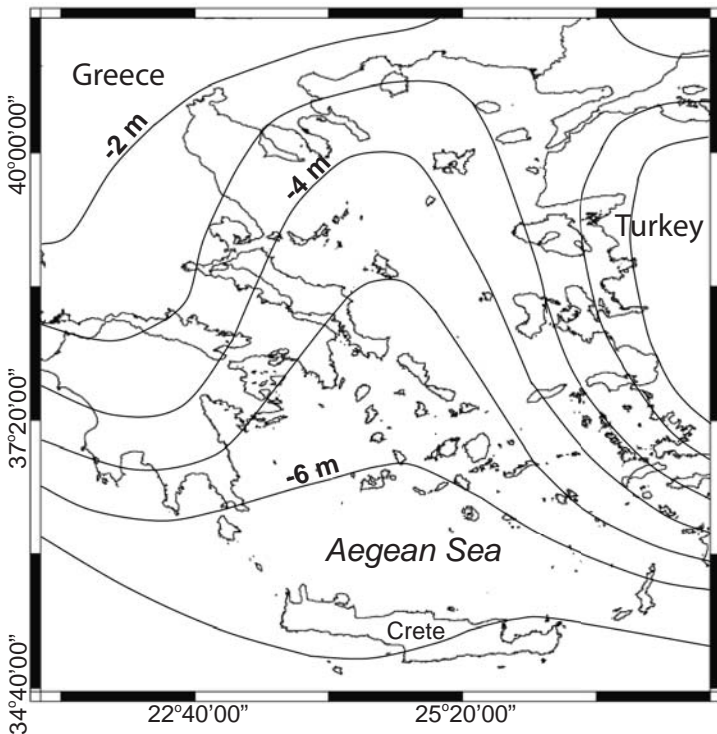 Greece
-2 m
40°00'00"
-4 m
Turkey
37°20'00"
-6 m
Aegean Sea
Crete
34°40'00"
22°40'00"
25°20'00"